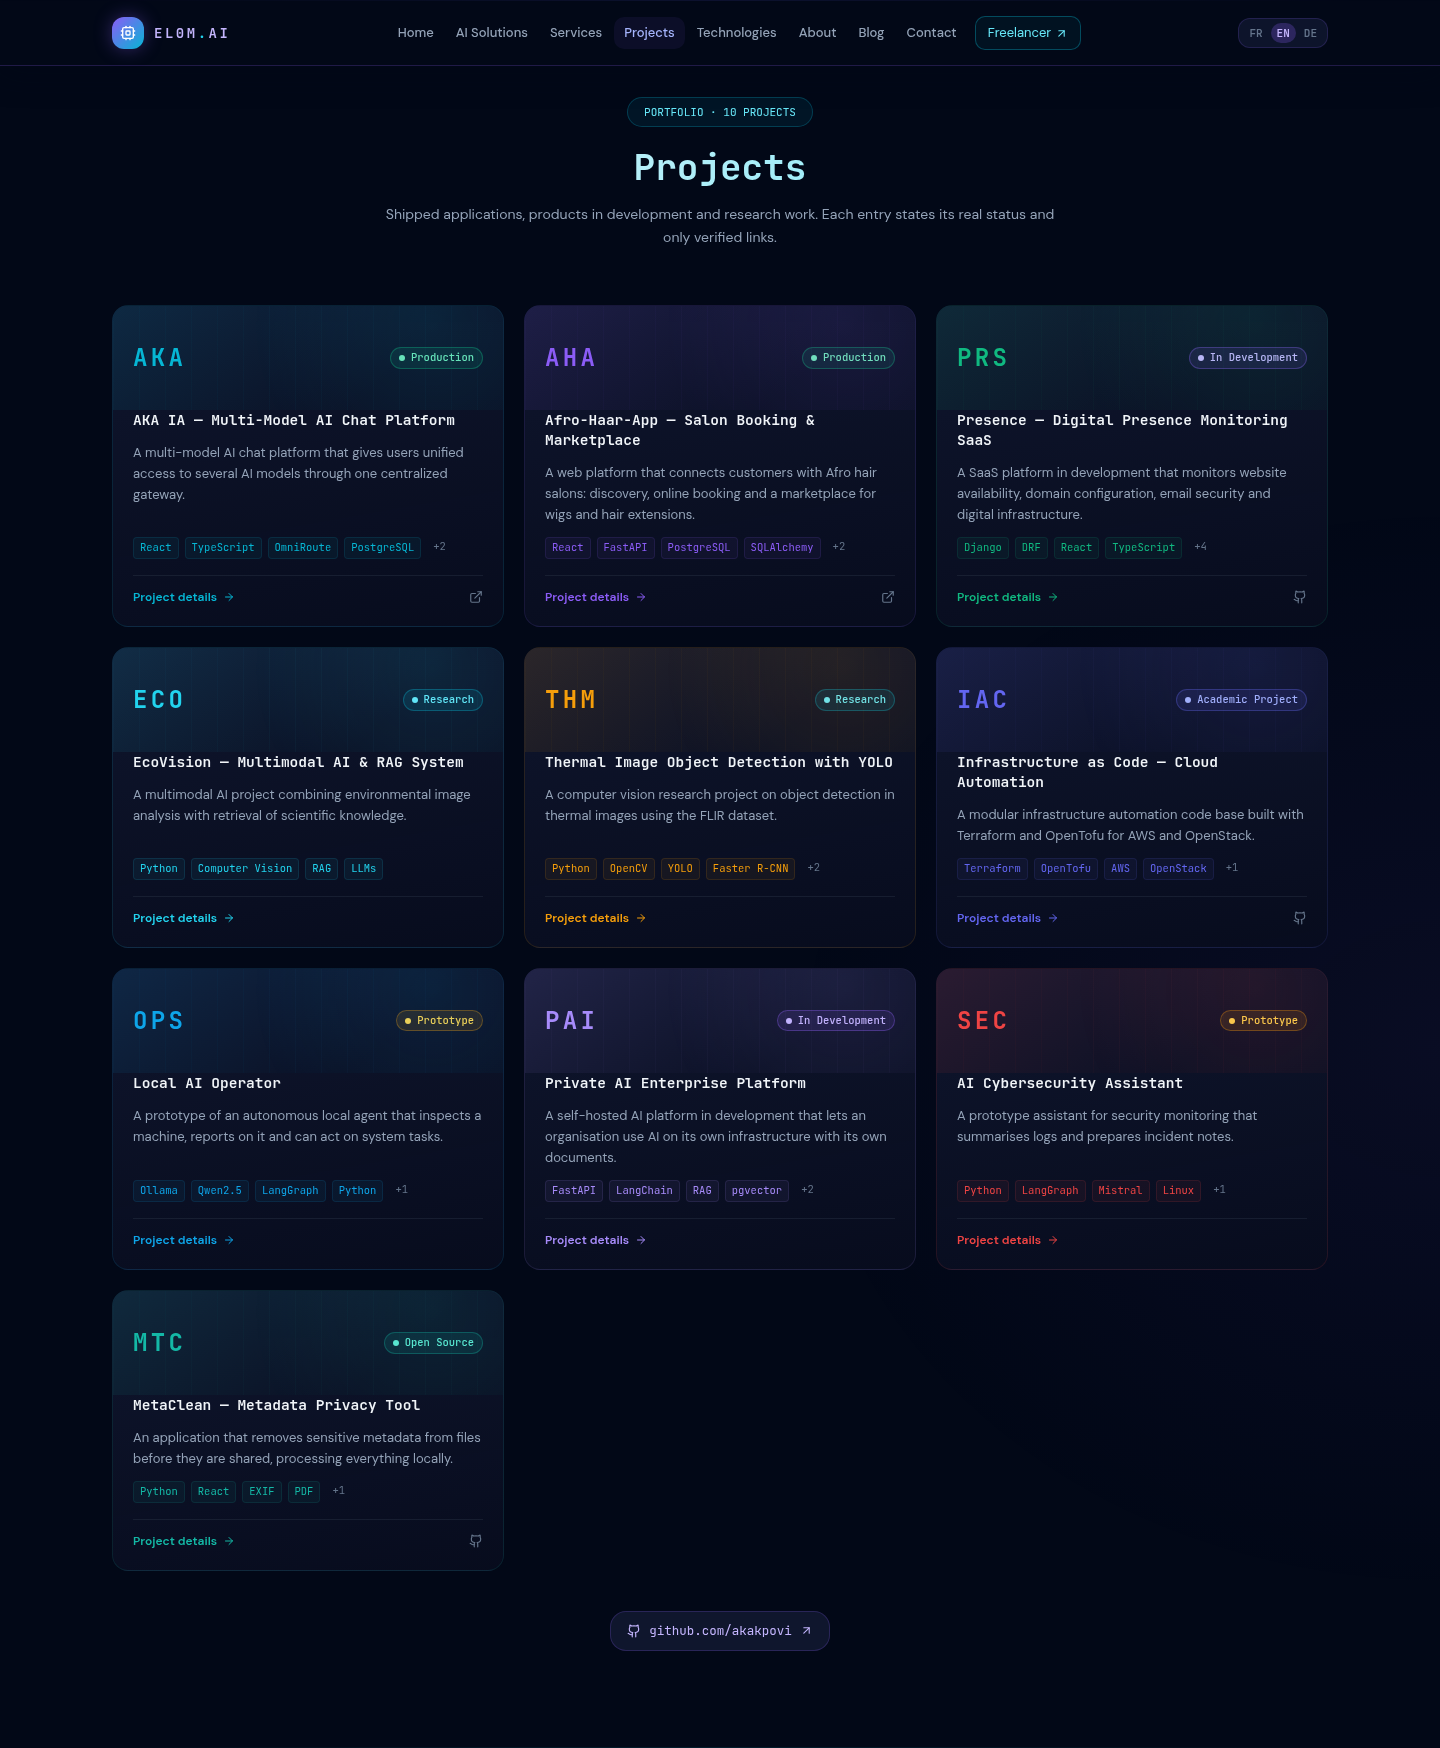 EL0M.AI
Home
AI Solutions
Services
Projects
Technologies
About
Blog
Contact
Freelancer
FR EN DE
PORTFOLIO · 10 PROJECTS
Projects
Shipped applications, products in development and research work. Each entry states its real status and
only verified links.
AKA
Production
AKA IA — Multi-Model AI Chat Platform
A multi-model AI chat platform that gives users unified
access to several AI models through one centralized
gateway.
React TypeScript OmniRoute PostgreSQL +2
Project details
AHA
Production
Afro-Haar-App — Salon Booking &
Marketplace
A web platform that connects customers with Afro hair
salons: discovery, online booking and a marketplace for
wigs and hair extensions.
React FastAPI PostgreSQL SQLAlchemy +2
Project details
PRS
In Development
Presence — Digital Presence Monitoring
SaaS
A SaaS platform in development that monitors website
availability, domain configuration, email security and
digital infrastructure.
Django DRF React TypeScript +4
Project details
ECO
Research
EcoVision — Multimodal AI & RAG System
A multimodal AI project combining environmental image
analysis with retrieval of scientific knowledge.
Python Computer Vision RAG LLMs
Project details
THM
Research
Thermal Image Object Detection with YOLO
A computer vision research project on object detection in
thermal images using the FLIR dataset.
Python OpenCV YOLO Faster R-CNN +2
Project details
IAC
Academic Project
Infrastructure as Code — Cloud
Automation
A modular infrastructure automation code base built with
Terraform and OpenTofu for AWS and OpenStack.
Terraform OpenTofu AWS OpenStack +1
Project details
OPS
Prototype
Local AI Operator
A prototype of an autonomous local agent that inspects a
machine, reports on it and can act on system tasks.
Ollama Qwen2.5 LangGraph Python +1
Project details
PAI
In Development
Private AI Enterprise Platform
A self-hosted AI platform in development that lets an
organisation use AI on its own infrastructure with its own
documents.
FastAPI LangChain RAG pgvector +2
Project details
SEC
Prototype
AI Cybersecurity Assistant
A prototype assistant for security monitoring that
summarises logs and prepares incident notes.
Python LangGraph Mistral Linux +1
Project details
MTC
Open Source
MetaClean — Metadata Privacy Tool
An application that removes sensitive metadata from files
before they are shared, processing everything locally.
Python React EXIF PDF +1
Project details
github.com/akakpovi